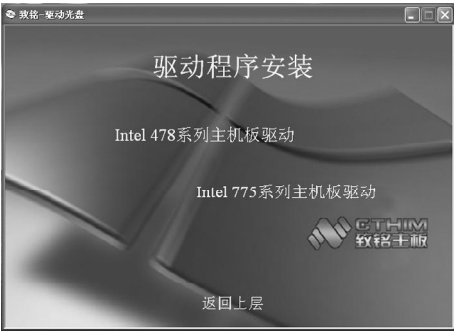 致铭-驱动光盘
驱动程序安装
Intel 478系列主机板驱动
Intel 775系列主机板驱动
CTHIM
致铭主板
返回上层